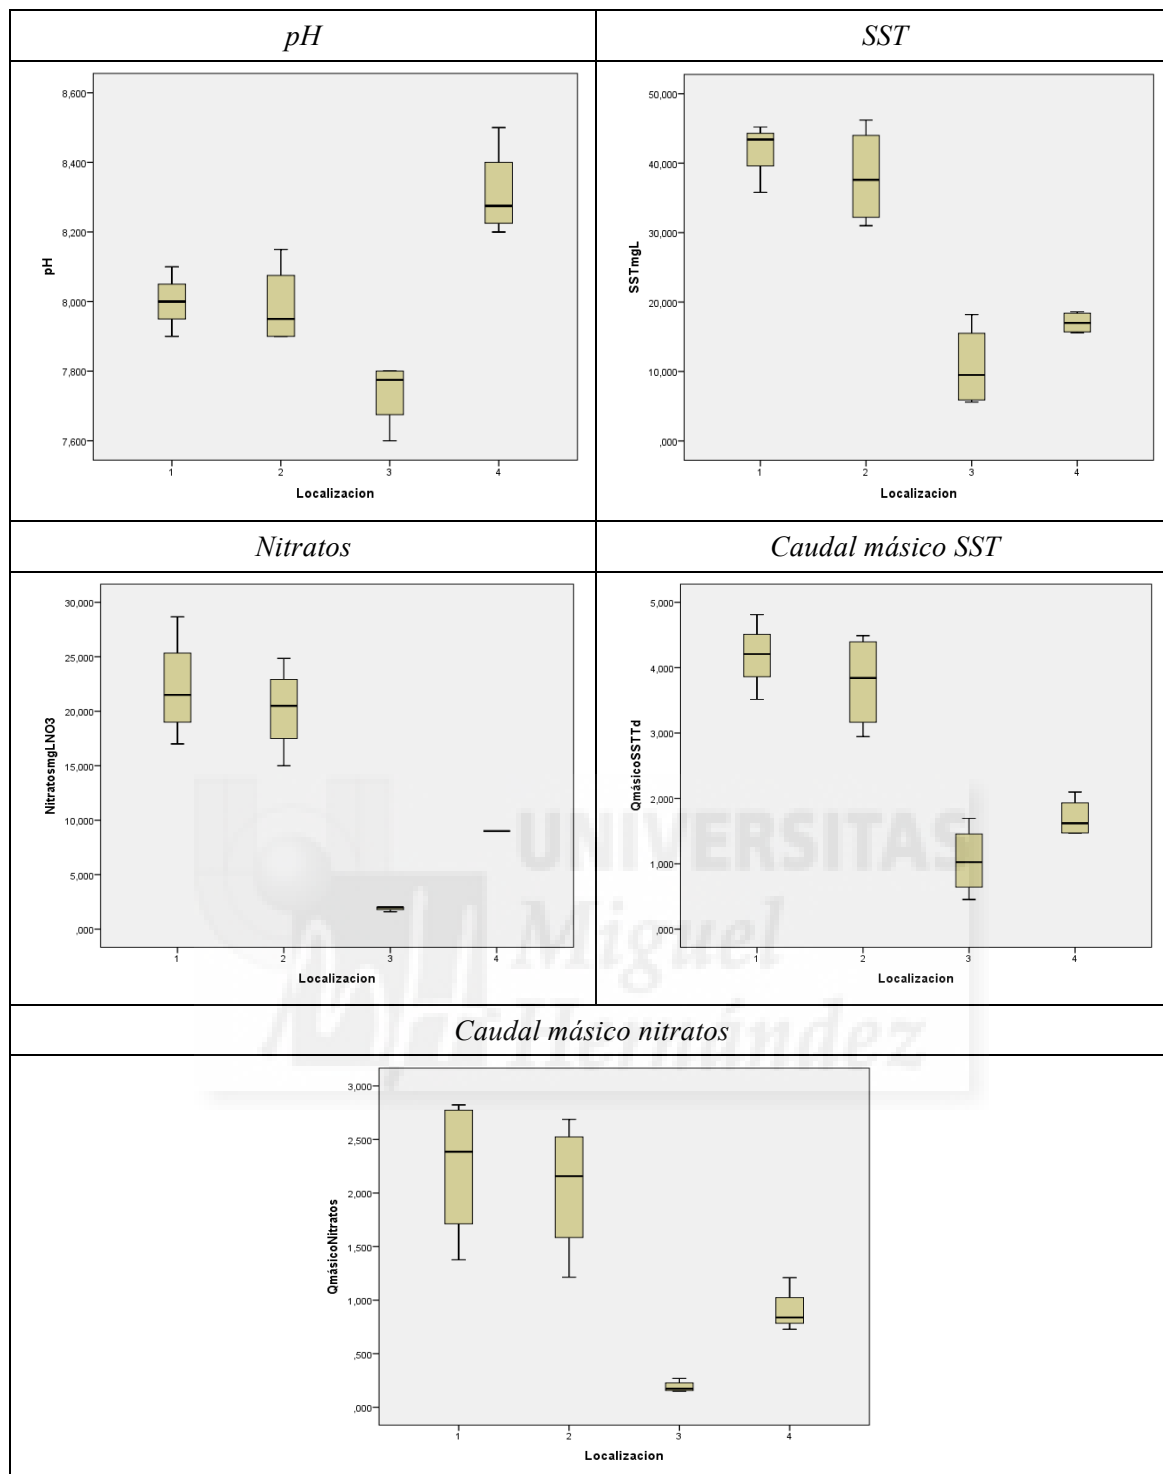 pH
SST
8,600
8,400
8,200
8,000
7,800
7,600
pH
1 2 3 4
Localizacion
50,000
40,000
30,000
20,000
10,000
,000
SSTmgL
1 2 3 4
Localizacion
Nitratos
Caudal másico SST
30,000
25,000
20,000
15,000
10,000
5,000
,000
NitratosmgLNO3
1 2 3 4
Localizacion
5,000
4,000
3,000
2,000
1,000
,000
QmásicoSSTTd
1 2 3 4
Localizacion
UNIVERSITAS
Miguel
Hernández
Caudal másico nitratos
3,000
2,500
2,000
1,500
1,000
,500
,000
QmásicoNitratos
1 2 3 4
Localizacion